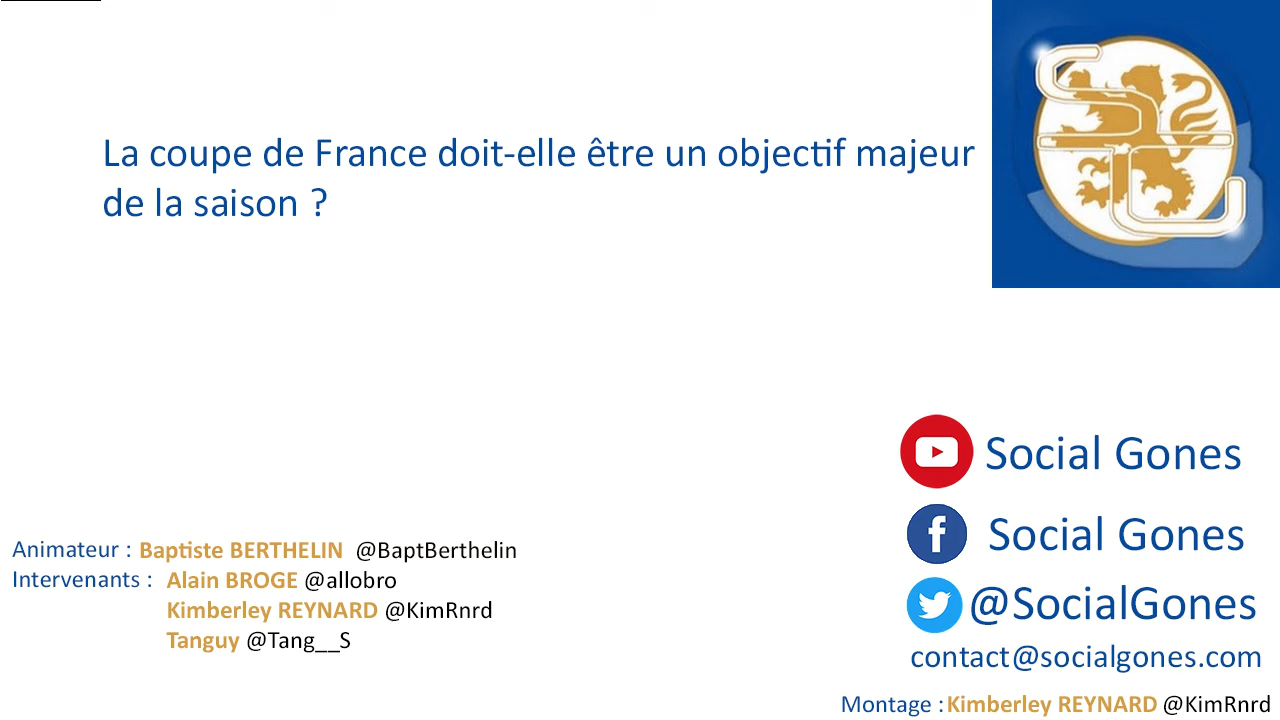 La coupe de France doit-elle être un objectif majeur
de la saison ?
Social Gones
Social Gones
@SocialGones
contact@socialgones.com
Animateur : Baptiste BERTHELIN @BaptBerthelin
Intervenants : Alain BROGE @allobro
Kimberley REYNARD @KimRnrd
Tanguy @Tang__S
Montage : Kimberley REYNARD @KimRnrd